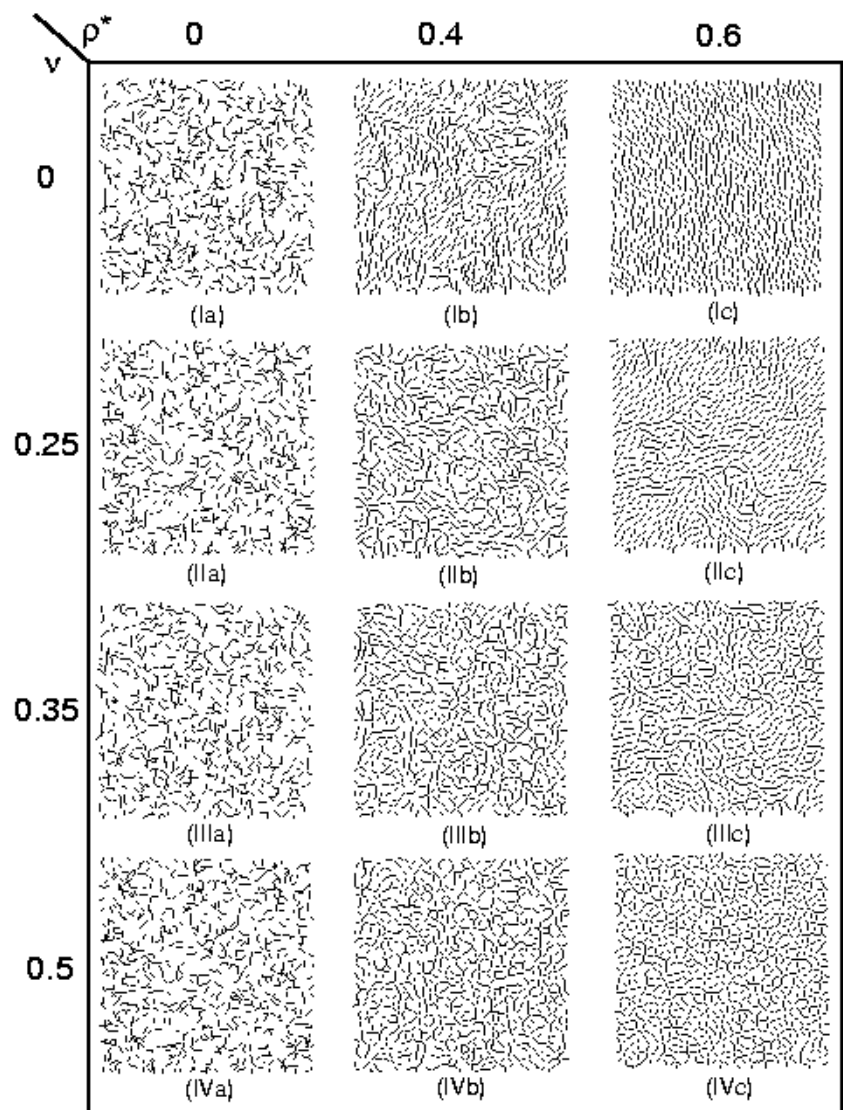 ρ* 0 0.4 0.6
ν
0
(Ia) (Ib) (Ic)
0.25
(IIa) (IIb) (IIc)
0.35
(IIIa) (IIIb) (IIIc)
0.5
(IVa) (IVb) (IVc)